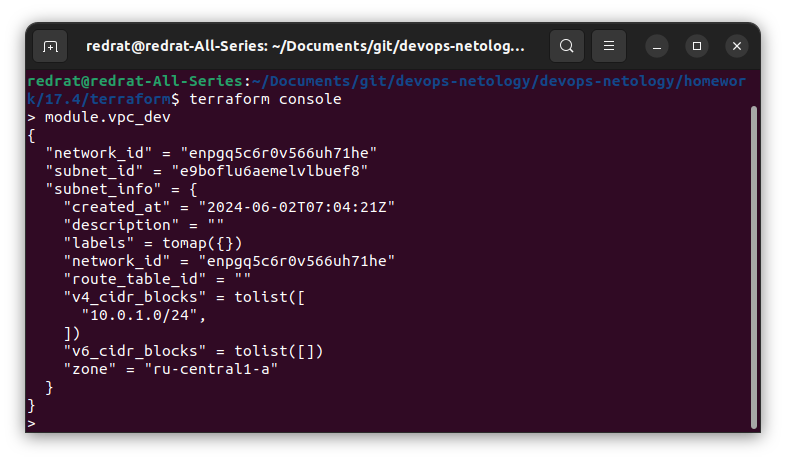 redrat@redrat-All-Series: ~/Documents/git/devops-netolog...
redrat@redrat-All-Series:~/Documents/git/devops-netology/devops-netology/homewor
k/17.4/terraform$ terraform console
> module.vpc_dev
{
  "network_id" = "enpgq5c6r0v566uh71he"
  "subnet_id" = "e9boflu6aemelvlbuef8"
  "subnet_info" = {
    "created_at" = "2024-06-02T07:04:21Z"
    "description" = ""
    "labels" = tomap({})
    "network_id" = "enpgq5c6r0v566uh71he"
    "route_table_id" = ""
    "v4_cidr_blocks" = tolist([
      "10.0.1.0/24",
    ])
    "v6_cidr_blocks" = tolist([])
    "zone" = "ru-central1-a"
  }
}
>